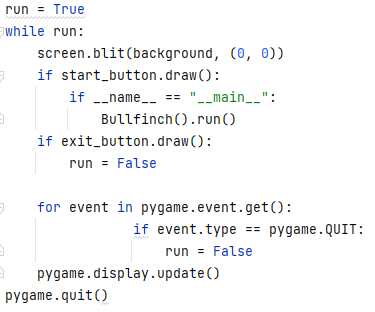 run = True
while run:
    screen.blit(background, (0, 0))
    if start_button.draw():
        if __name__ == "__main__":
            Bullfinch().run()
    if exit_button.draw():
        run = False

    for event in pygame.event.get():
                if event.type == pygame.QUIT:
                    run = False
    pygame.display.update()
pygame.quit()